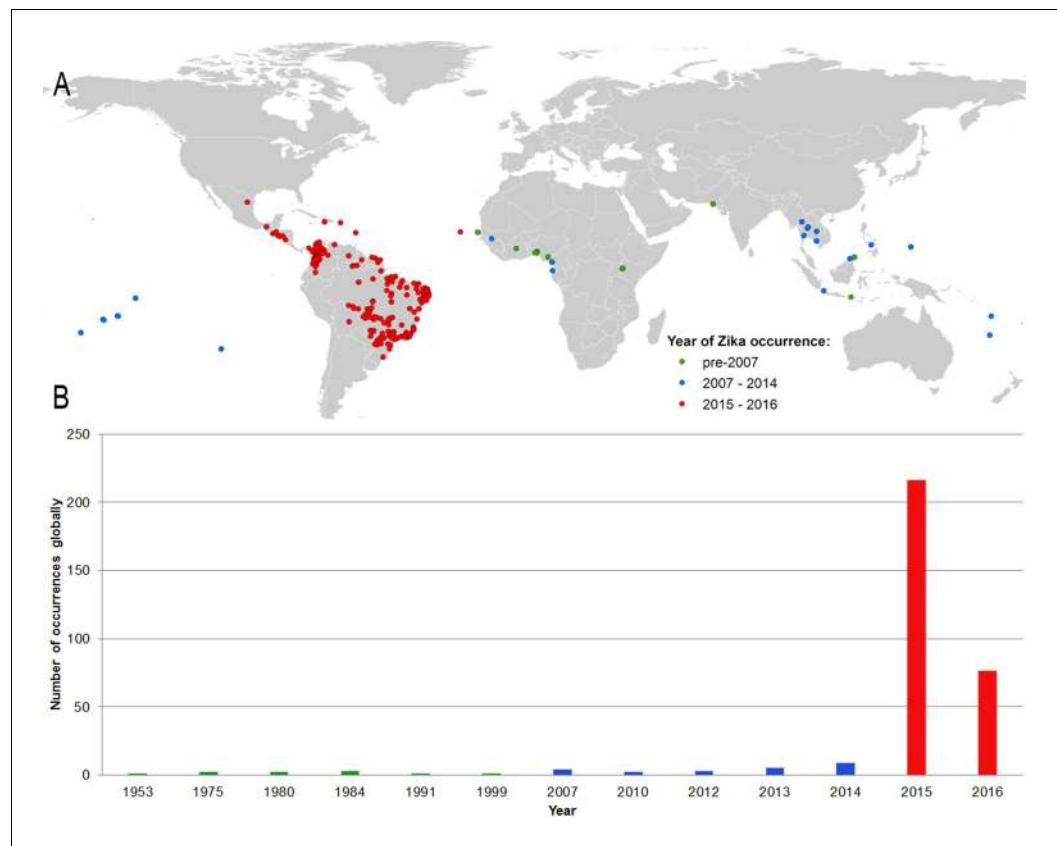 A
Year of Zika occurrence:
pre-2007
2007 - 2014
2015 - 2016
B
Number of occurrences globally
250
200
150
100
50
0
1953 1975 1980 1984 1991 1999 2007 2010 2012 2013 2014 2015 2016
Year